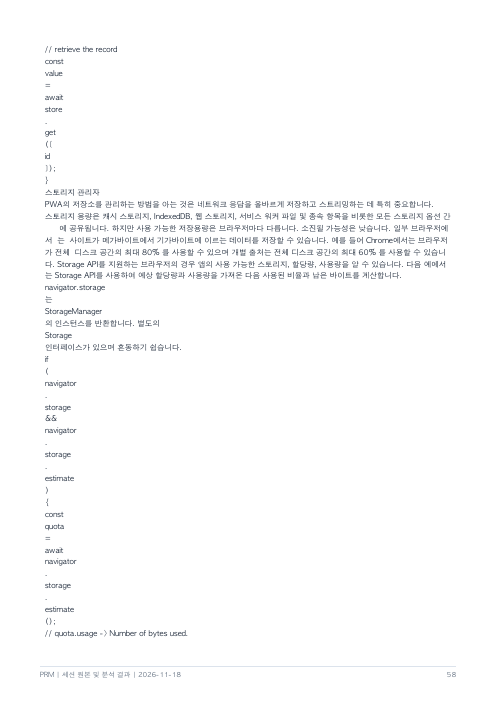 // retrieve the record
const
value
=
await
store
.
get
({
id
});
}
스토리지 관리자
PWA의 저장소를 관리하는 방법을 아는 것은 네트워크 응답을 올바르게 저장하고 스트리밍하는 데 특히 중요합니다.
스토리지 용량은 캐시 스토리지, IndexedDB, 웹 스토리지, 서비스 워커 파일 및 종속 항목을 비롯한 모든 스토리지 옵션 간
에 공유됩니다. 하지만 사용 가능한 저장용량은 브라우저마다 다릅니다. 소진될 가능성은 낮습니다. 일부 브라우저에
서 는 사이트가 메가바이트에서 기가바이트에 이르는 데이터를 저장할 수 있습니다. 예를 들어 Chrome에서는 브라우저
가 전체 디스크 공간의 최대 80% 를 사용할 수 있으며 개별 출처는 전체 디스크 공간의 최대 60% 를 사용할 수 있습니
다. Storage API를 지원하는 브라우저의 경우 앱의 사용 가능한 스토리지, 할당량, 사용량을 알 수 있습니다. 다음 예에서
는 Storage API를 사용하여 예상 할당량과 사용량을 가져온 다음 사용된 비율과 남은 바이트를 계산합니다.
navigator.storage
는
StorageManager
의 인스턴스를 반환합니다. 별도의
Storage
인터페이스가 있으며 혼동하기 쉽습니다.
if
(
navigator
.
storage
&&
navigator
.
storage
.
estimate
)
{
const
quota
=
await
navigator
.
storage
.
estimate
();
// quota.usage -> Number of bytes used.
PRM | 세션 원본 및 분석 결과 | 2026-11-18
58